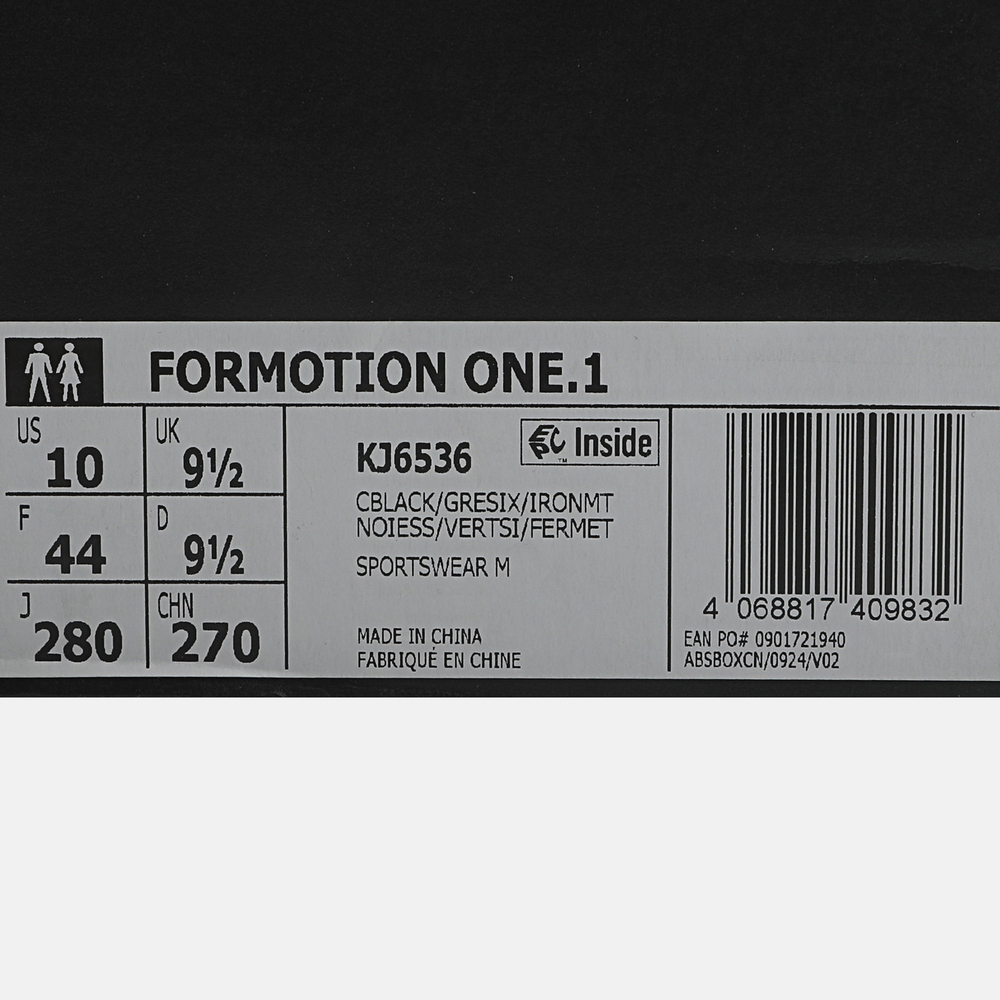 FORMOTION ONE.1
US 10
UK 9½
F 44
D 9½
J 280
CHN 270
KJ6536
EPC Inside
™
CBLACK/GRESIX/IRONMT
NOIESS/VERTSI/FERMET
SPORTSWEAR M
MADE IN CHINA
FABRIQUÉ EN CHINE
4 068817 409832
EAN PO# 0901721940
ABSBOXCN/0924/V02